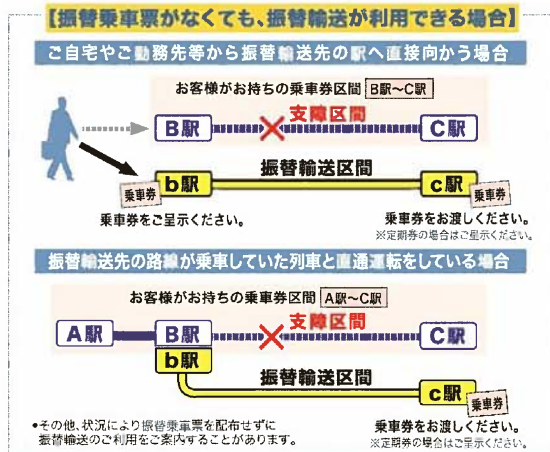 【振替乗車票がなくても、振替輸送が利用できる場合】
ご自宅やご勤務先等から振替輸送先の駅へ直接向かう場合
お客様がお持ちの乗車券区間 B駅〜C駅
支障区間
B駅 C駅
振替輸送区間
乗車券 b駅 c駅 乗車券
乗車券をご呈示ください。 乗車券をお渡しください。
※定期券の場合はご呈示ください。
振替輸送先の路線が乗車していた列車と直通運転をしている場合
お客様がお持ちの乗車券区間 A駅〜C駅
支障区間
A駅 B駅 C駅
b駅
振替輸送区間
c駅 乗車券
•その他、状況により振替乗車票を配布せずに
振替輸送のご利用をご案内することがあります。
乗車券をお渡しください。
※定期券の場合はご呈示ください。